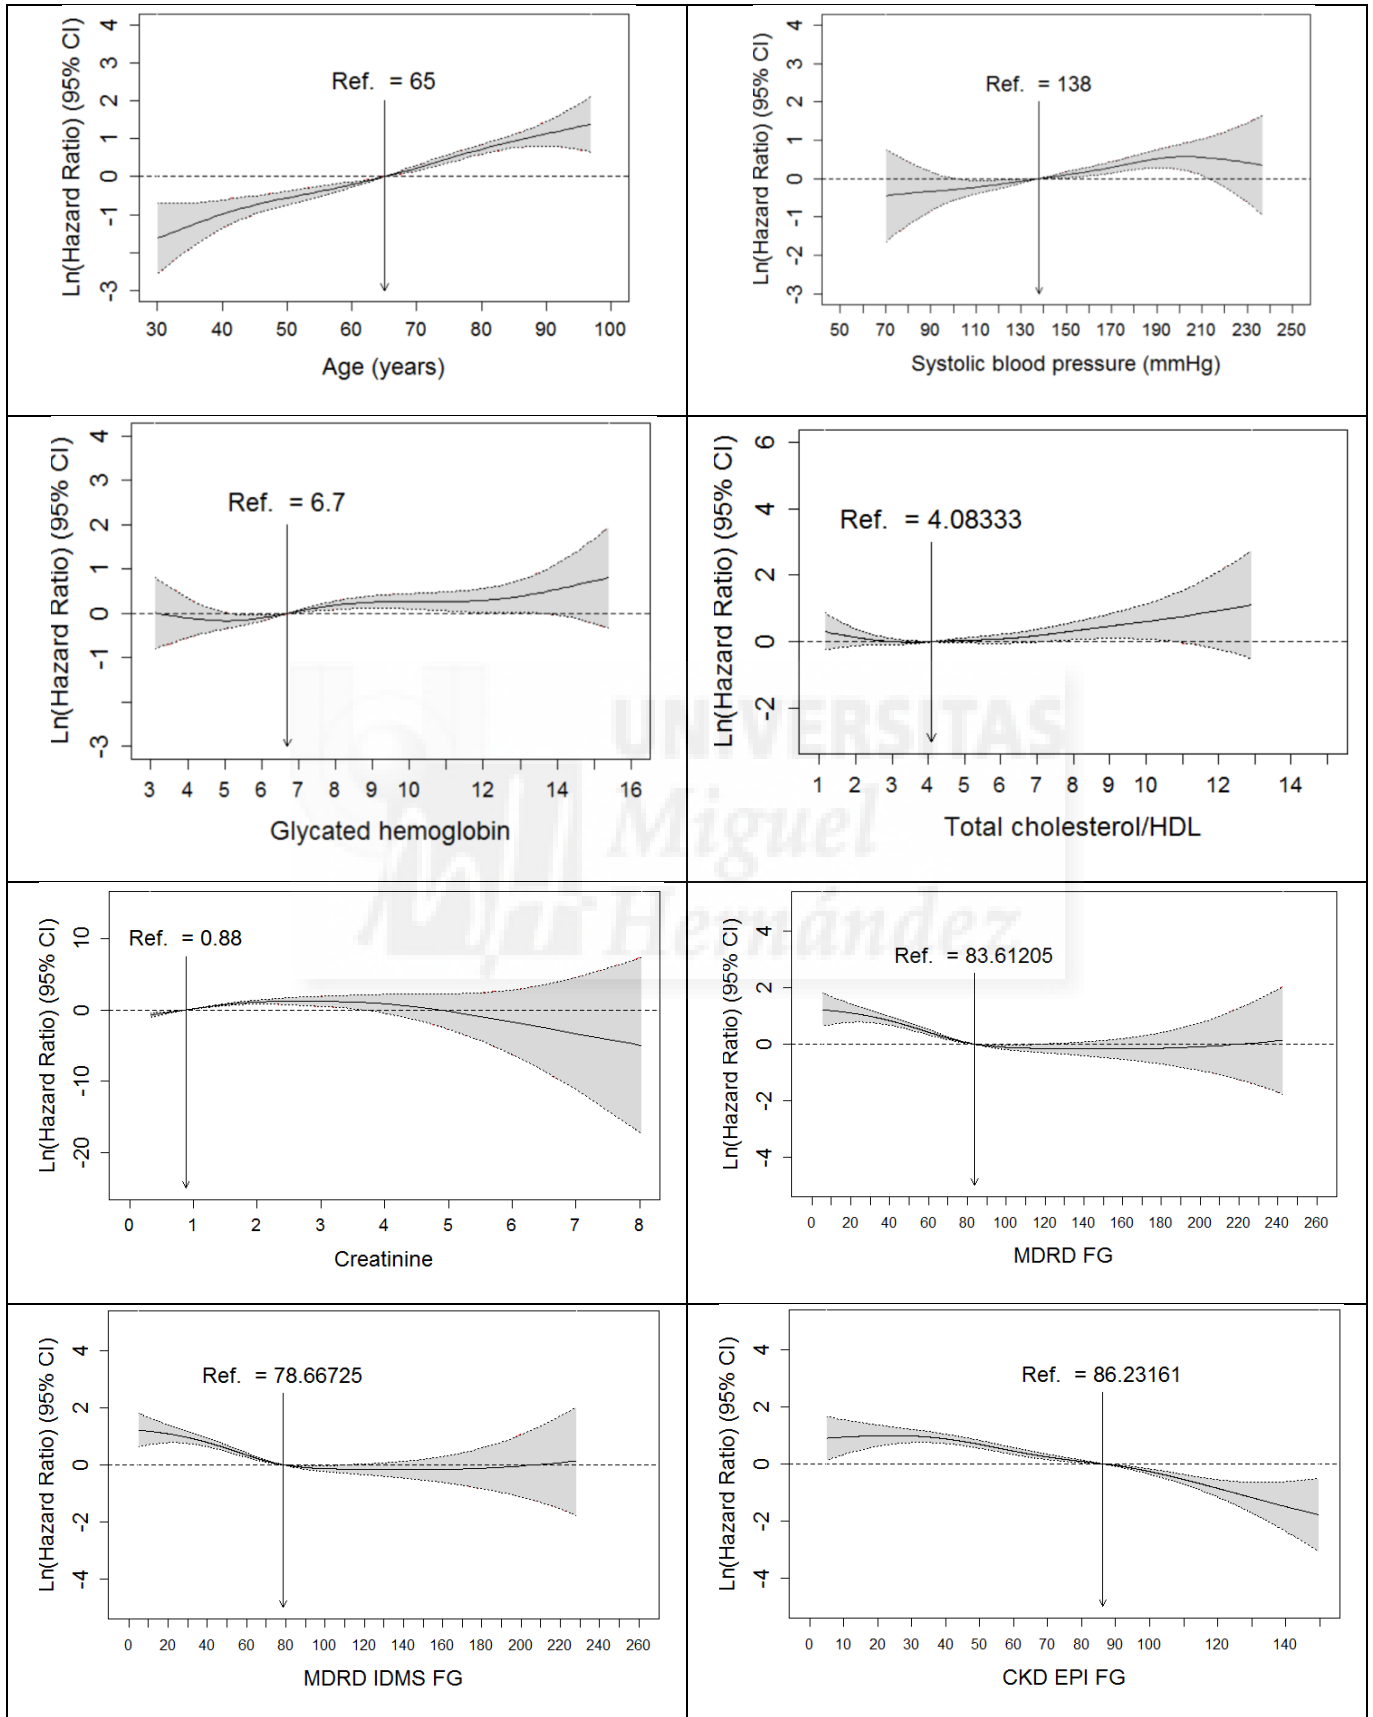 Ln(Hazard Ratio) (95% CI)
4
3
2
1
0
-1
-3
Ref. = 65
30 40 50 60 70 80 90 100
Age (years)
Ln(Hazard Ratio) (95% CI)
4
3
2
1
0
-1
-2
-3
Ref. = 138
50 70 90 110 130 150 170 190 210 230 250
Systolic blood pressure (mmHg)
Ln(Hazard Ratio) (95% CI)
4
3
2
1
0
-1
-3
Ref. = 6.7
3 4 5 6 7 8 9 10 12 14 16
Glycated hemoglobin
Ln(Hazard Ratio) (95% CI)
6
4
2
0
-2
Ref. = 4.08333
1 2 3 4 5 6 7 8 10 12 14
Total cholesterol/HDL
UNIVERSITAS
Miguel
Hernández
Ln(Hazard Ratio) (95% CI)
10
0
-10
-20
Ref. = 0.88
0 1 2 3 4 5 6 7 8
Creatinine
Ln(Hazard Ratio) (95% CI)
4
2
0
-2
-4
Ref. = 83.61205
0 20 40 60 80 100 120 140 160 180 200 220 240 260
MDRD FG
Ln(Hazard Ratio) (95% CI)
4
2
0
-2
-4
Ref. = 78.66725
0 20 40 60 80 100 120 140 160 180 200 220 240 260
MDRD IDMS FG
Ln(Hazard Ratio) (95% CI)
4
2
0
-2
-4
Ref. = 86.23161
0 10 20 30 40 50 60 70 80 90 100 120 140
CKD EPI FG